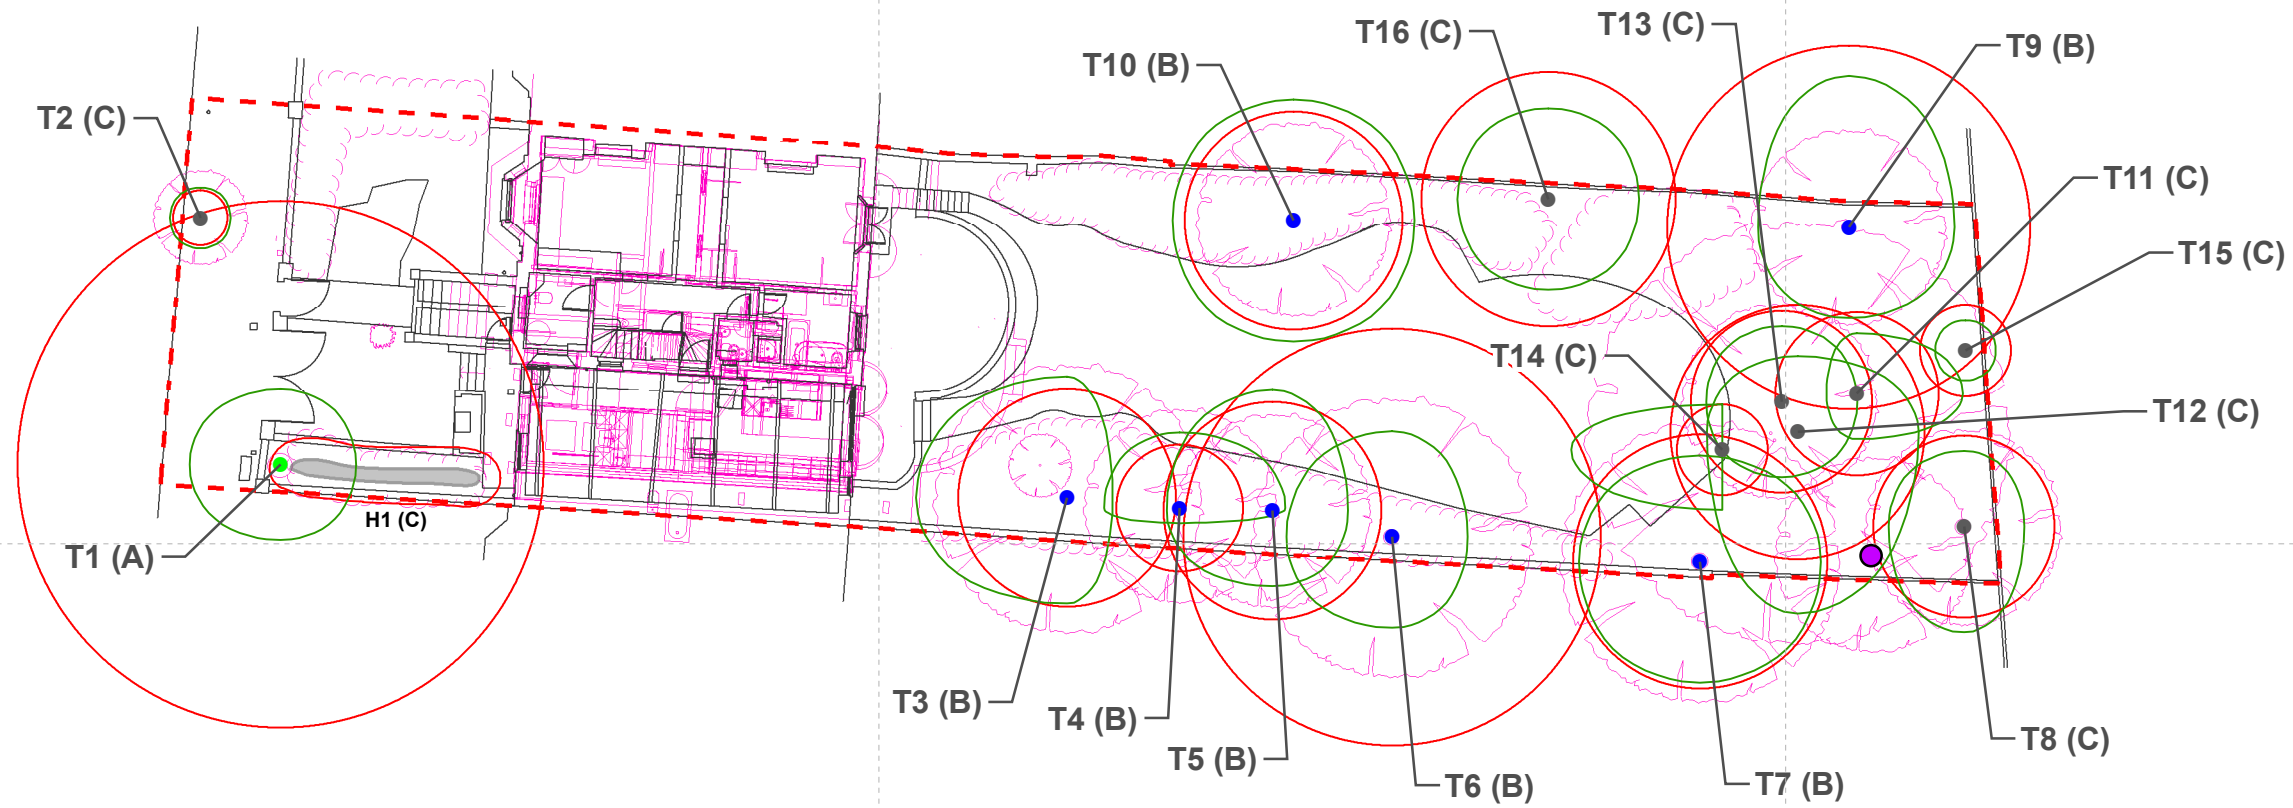 T16 (C)
T13 (C)
T9 (B)
T10 (B)
T2 (C)
T11 (C)
T15 (C)
T14 (C)
T12 (C)
H1 (C)
T1 (A)
T3 (B)
T4 (B)
T5 (B)
T6 (B)
T7 (B)
T8 (C)